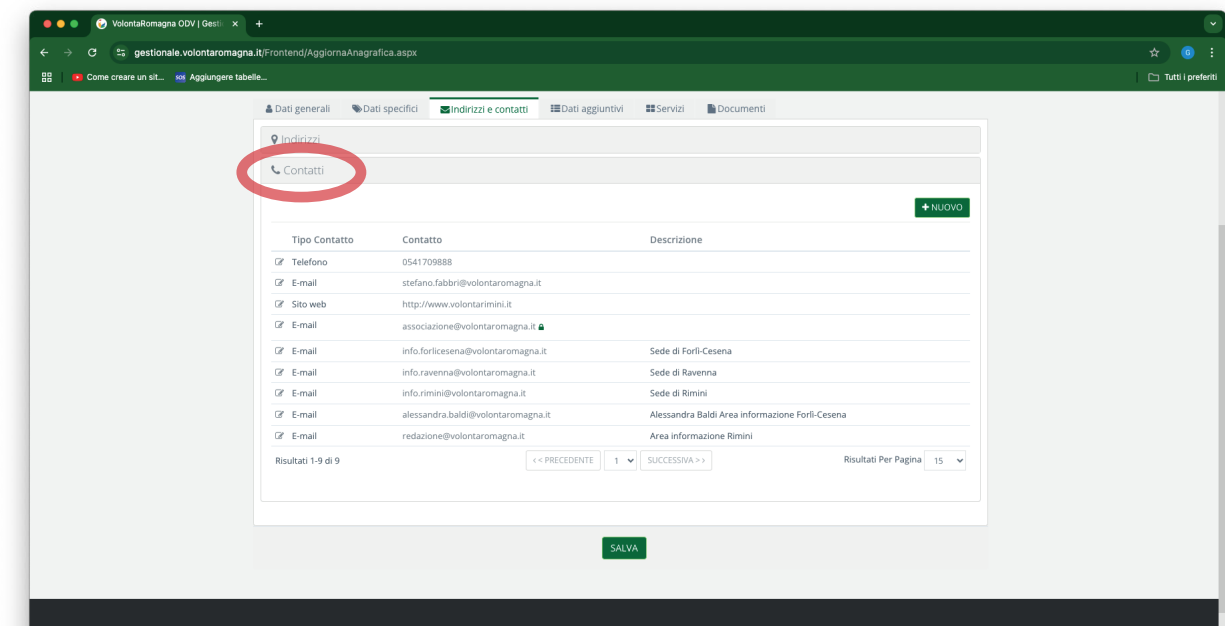 VolontaRomagna ODV | Gesti
gestionale.volontaromagna.it/Frontend/AggiornaAnagrafica.aspx
G
Come creare un sit... SOS Aggiungere tabelle... Tutti i preferiti
Dati generali Dati specifici Indirizzi e contatti Dati aggiuntivi Servizi Documenti
Indirizzi
Contatti
+ NUOVO
Tipo Contatto Contatto Descrizione
Telefono 0541709888
E-mail stefano.fabbri@volontaromagna.it
Sito web http://www.volontarimini.it
E-mail associazione@volontaromagna.it
E-mail info.forlicesena@volontaromagna.it Sede di Forlì-Cesena
E-mail info.ravenna@volontaromagna.it Sede di Ravenna
E-mail info.rimini@volontaromagna.it Sede di Rimini
E-mail alessandra.baldi@volontaromagna.it Alessandra Baldi Area informazione Forlì-Cesena
E-mail redazione@volontaromagna.it Area informazione Rimini
Risultati 1-9 di 9 << PRECEDENTE 1 SUCCESSIVA >> Risultati Per Pagina 15
SALVA